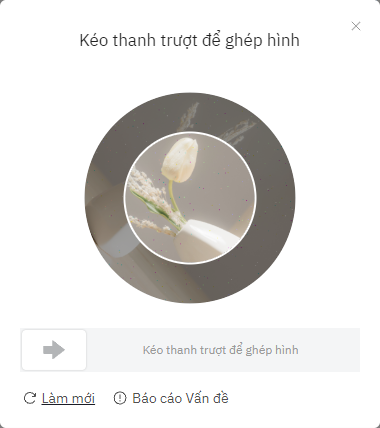 Kéo thanh trượt để ghép hình
Kéo thanh trượt để ghép hình
Làm mới
Báo cáo Vấn đề